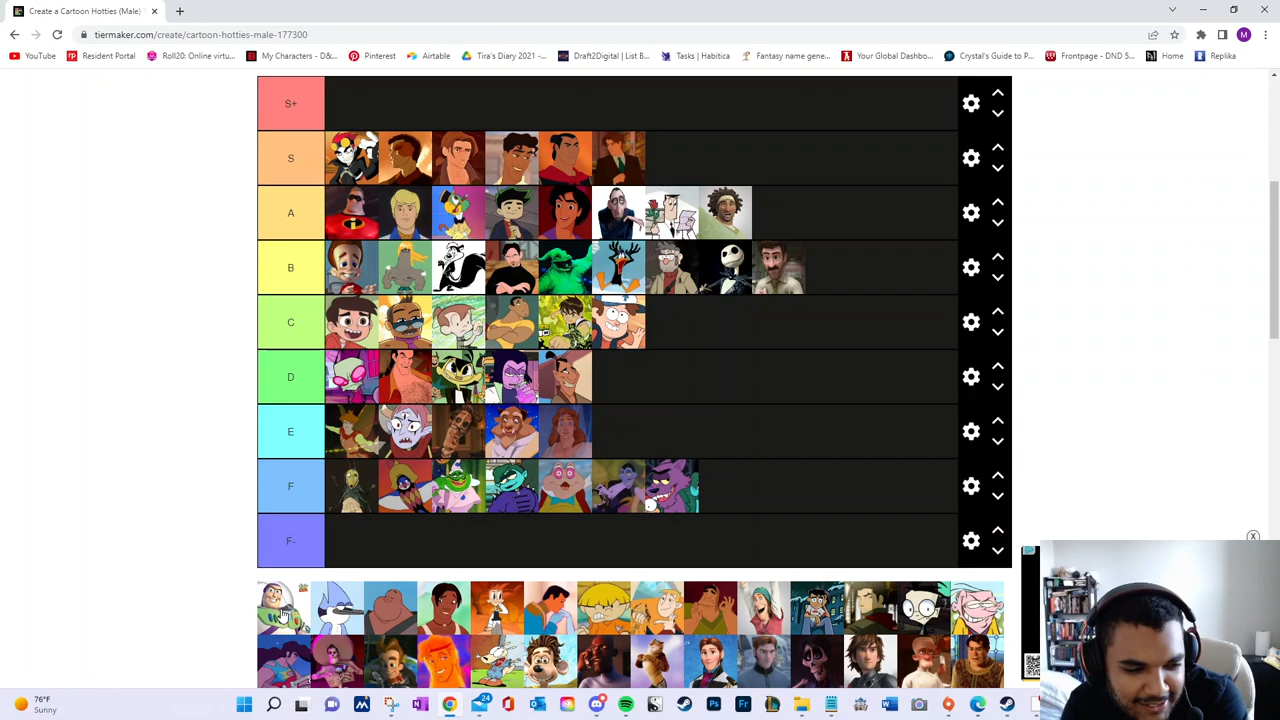 Create a Cartoon Hotties (Male)
tiermaker.com/create/cartoon-hotties-male-177300
M
YouTube
Resident Portal
Roll20: Online virtu...
My Characters - D&...
Pinterest
Airtable
Tira's Diary 2021 -...
Draft2Digital | List B...
Tasks | Habitica
Fantasy name gene...
Your Global Dashbo...
Crystal's Guide to P...
Frontpage - DND 5...
Home
Replika
S+
S
A
B
C
D
E
F
F-
X
76°F
Sunny
24